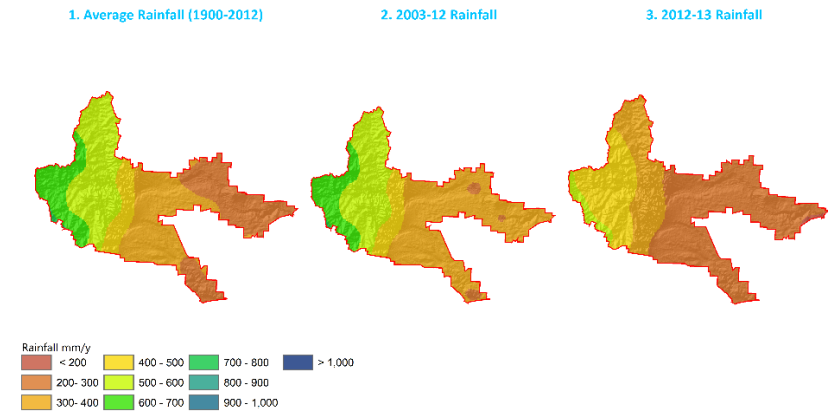 1. Average Rainfall (1900-2012) 2. 2003-12 Rainfall 3. 2012-13 Rainfall
Rainfall mm/y
< 200 400 - 500 700 - 800 > 1,000
200- 300 500 - 600 800 - 900
300- 400 600 - 700 900 - 1,000